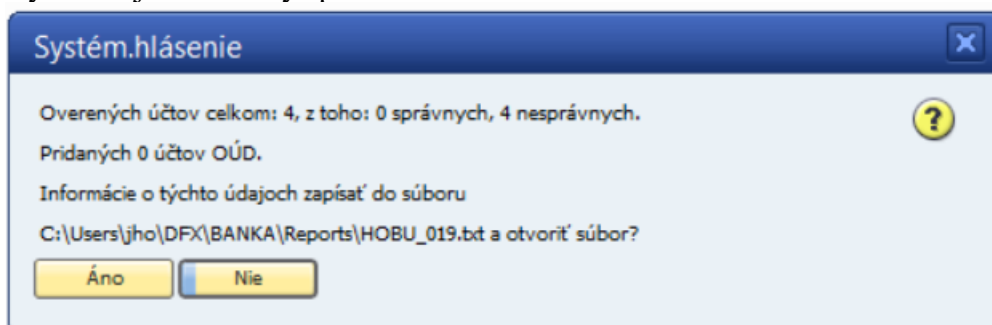 Systém.hlásenie
Overených účtov celkom: 4, z toho: 0 správnych, 4 nesprávnych.
Pridaných 0 účtov OÚD.
Informácie o týchto údajoch zapísať do súboru
C:\Users\jho\DFX\BANKA\Reports\HOBU_019.txt a otvoriť súbor?
Áno Nie